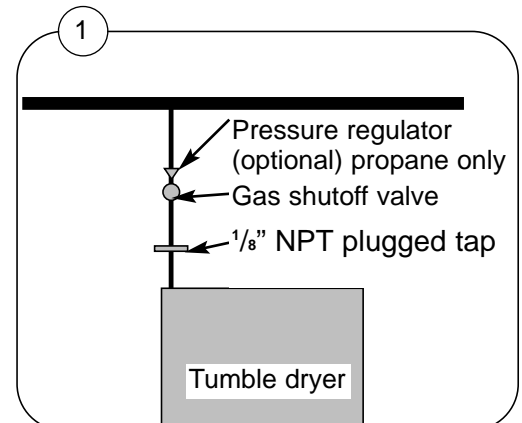 1
Pressure regulator
(optional) propane only
Gas shutoff valve
1/8” NPT plugged tap
Tumble dryer